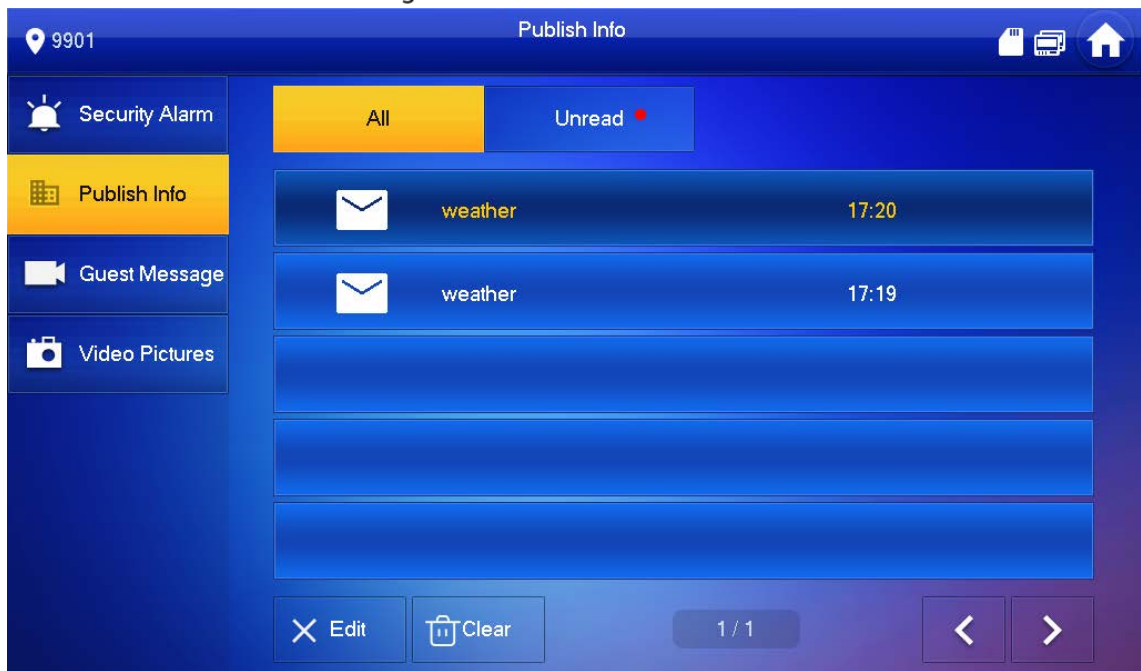 Publish Info
9901
Security Alarm
Publish Info
Guest Message
Video Pictures
All
Unread
weather 17:20
weather 17:19
Edit
Clear
1 / 1